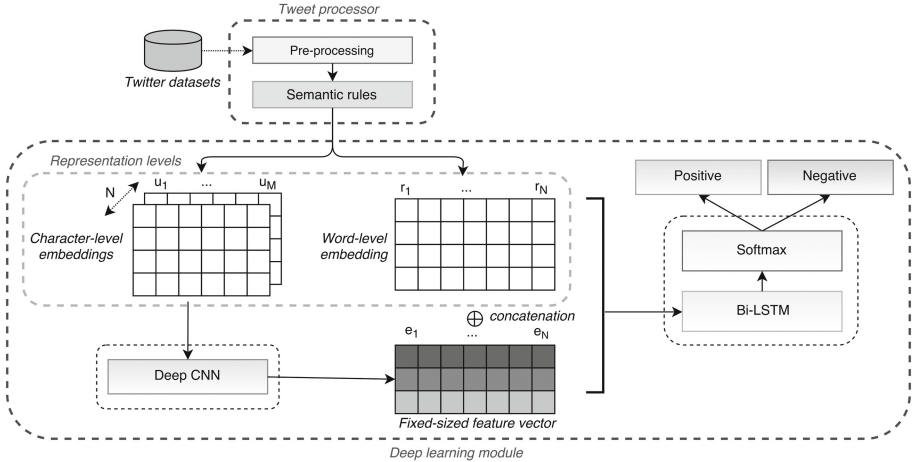 Tweet processor
Pre-processing
Twitter datasets
Semantic rules
Representation levels
N
u1 ... uM
r1 ... rN
Character-level
embeddings
Word-level
embedding
Positive
Negative
Softmax
Bi-LSTM
⊕ concatenation
e1 ... eN
Deep CNN
Fixed-sized feature vector
Deep learning module